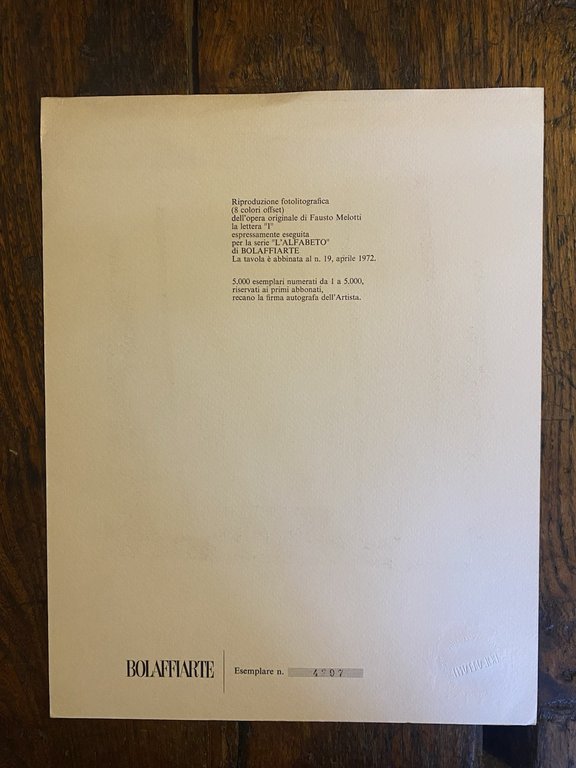 Riproduzione fotolitografica
(8 colori offset)
dell'opera originale di Fausto Melotti
la lettera "I"
espressamente eseguita
per la serie "L'ALFABETO"
di BOLAFFIARTE
La tavola è abbinata al n. 19, aprile 1972.
5.000 esemplari numerati da 1 a 5.000,
riservati ai primi abbonati,
recano la firma autografa dell'Artista.
BOLAFFIARTE
Esemplare n.